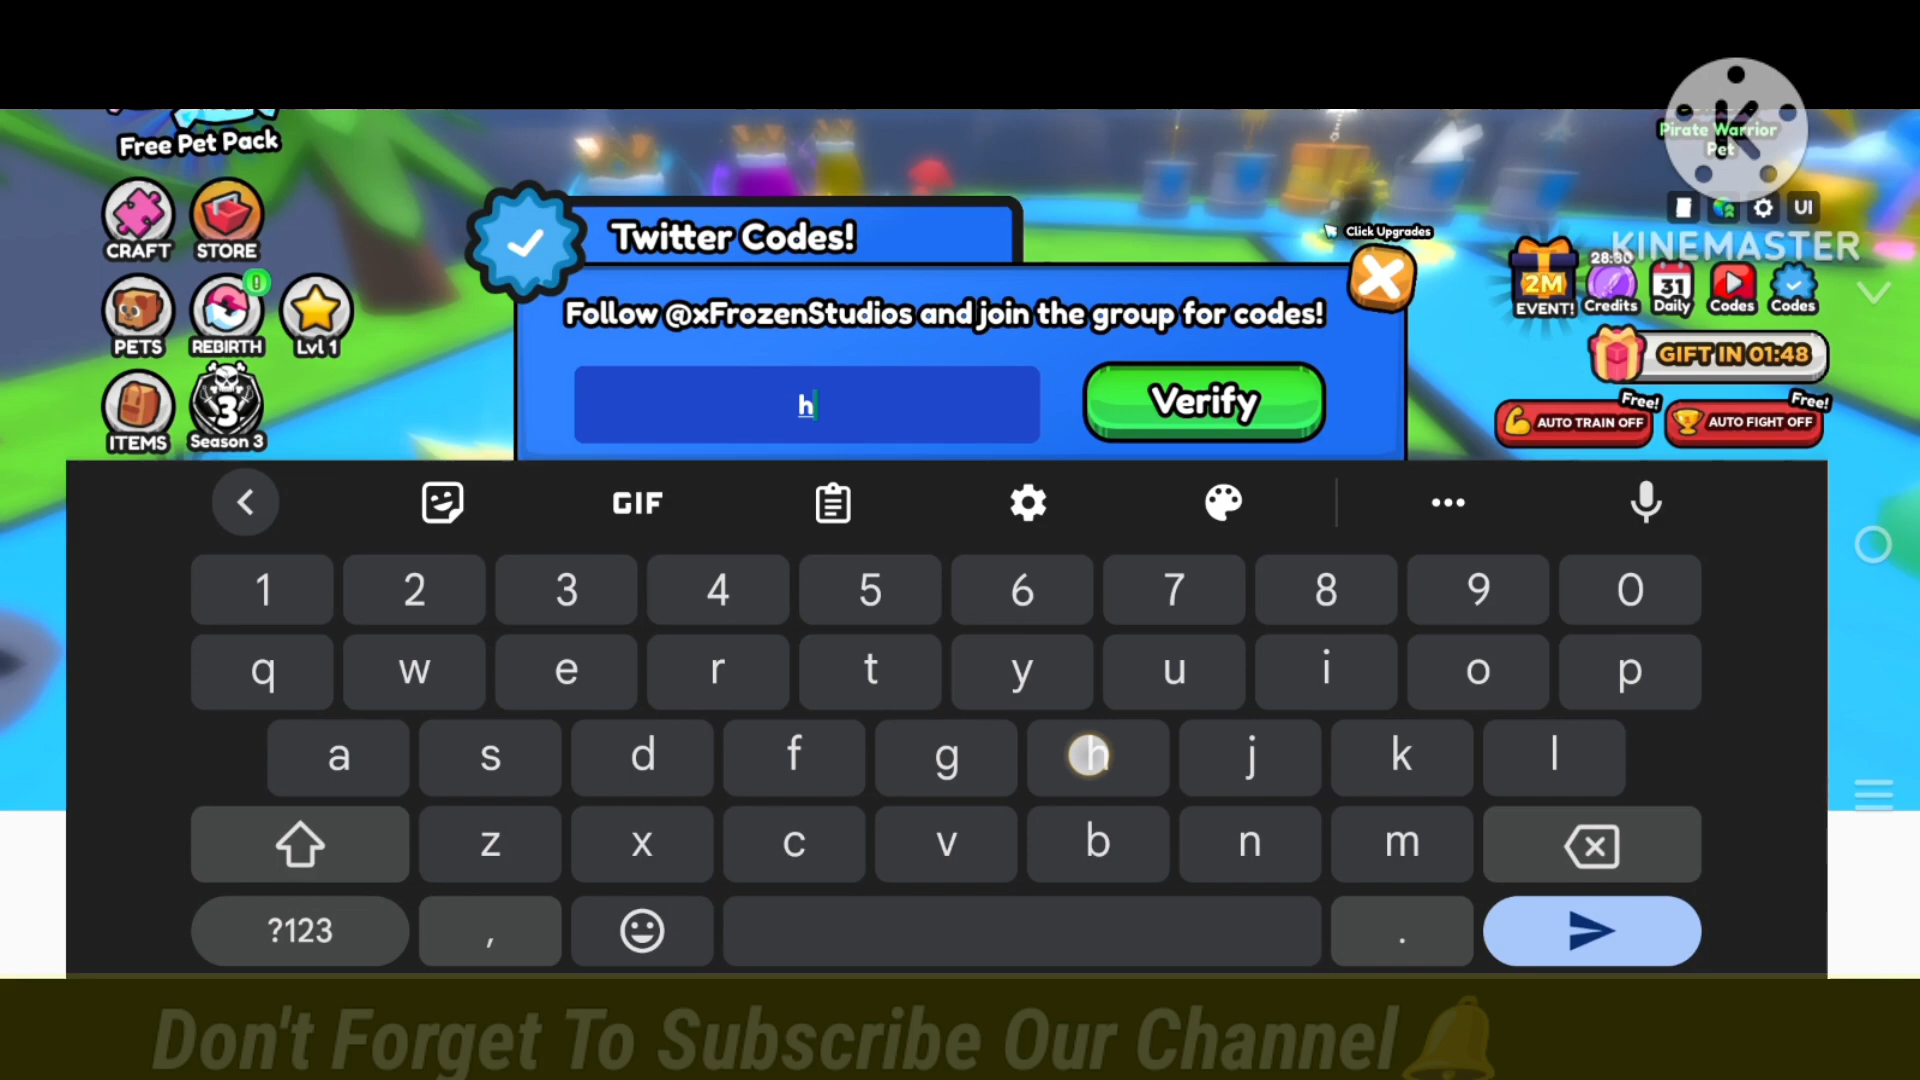 Free Pet Pack
Pirate Warrior
Pet
K
UI
KINEMASTER
CRAFT
STORE
PETS
REBIRTH
Lvl 1
ITEMS
3
Season 3
Twitter Codes!
Click Upgrades
Follow @xFrozenStudios and join the group for codes!
h
Verify
2M
EVENT!
28:30
Credits
31
Daily
Codes
Codes
GIFT IN 01:48
Free!
AUTO TRAIN OFF
Free!
AUTO FIGHT OFF
GIF
1 2 3 4 5 6 7 8 9 0
q w e r t y u i o p
a s d f g h j k l
z x c v b n m
?123 , .
Don't Forget To Subscribe Our Channel